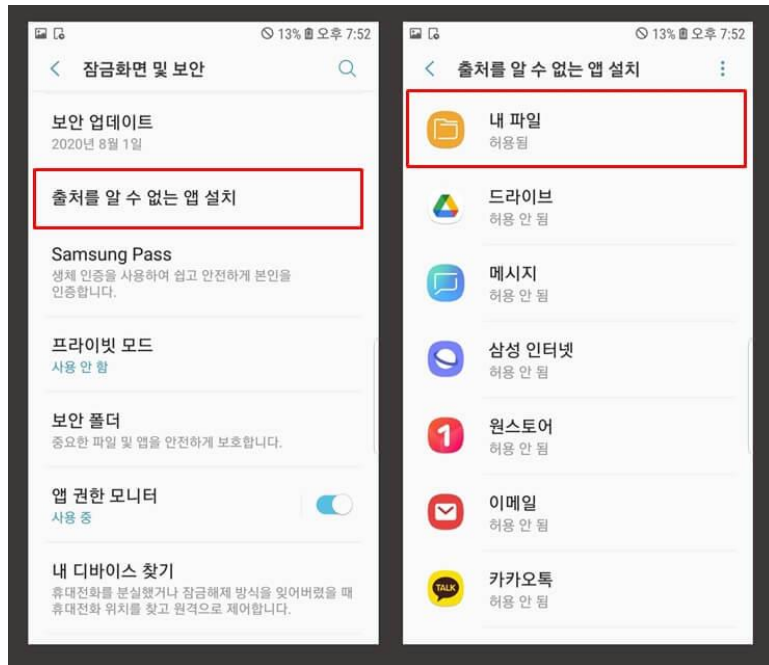 13% 오후 7:52
잠금화면 및 보안
보안 업데이트
2020년 8월 1일
출처를 알 수 없는 앱 설치
Samsung Pass
생체 인증을 사용하여 쉽고 안전하게 본인을
인증합니다.
프라이빗 모드
사용 안 함
보안 폴더
중요한 파일 및 앱을 안전하게 보호합니다.
앱 권한 모니터
사용 중
내 디바이스 찾기
휴대전화를 분실했거나 잠금해제 방식을 잊어버렸을 때
휴대전화 위치를 찾고 원격으로 제어합니다.
13% 오후 7:52
출처를 알 수 없는 앱 설치
내 파일
허용됨
드라이브
허용 안 됨
메시지
허용 안 됨
삼성 인터넷
허용 안 됨
1
원스토어
허용 안 됨
이메일
허용 안 됨
TALK
카카오톡
허용 안 됨